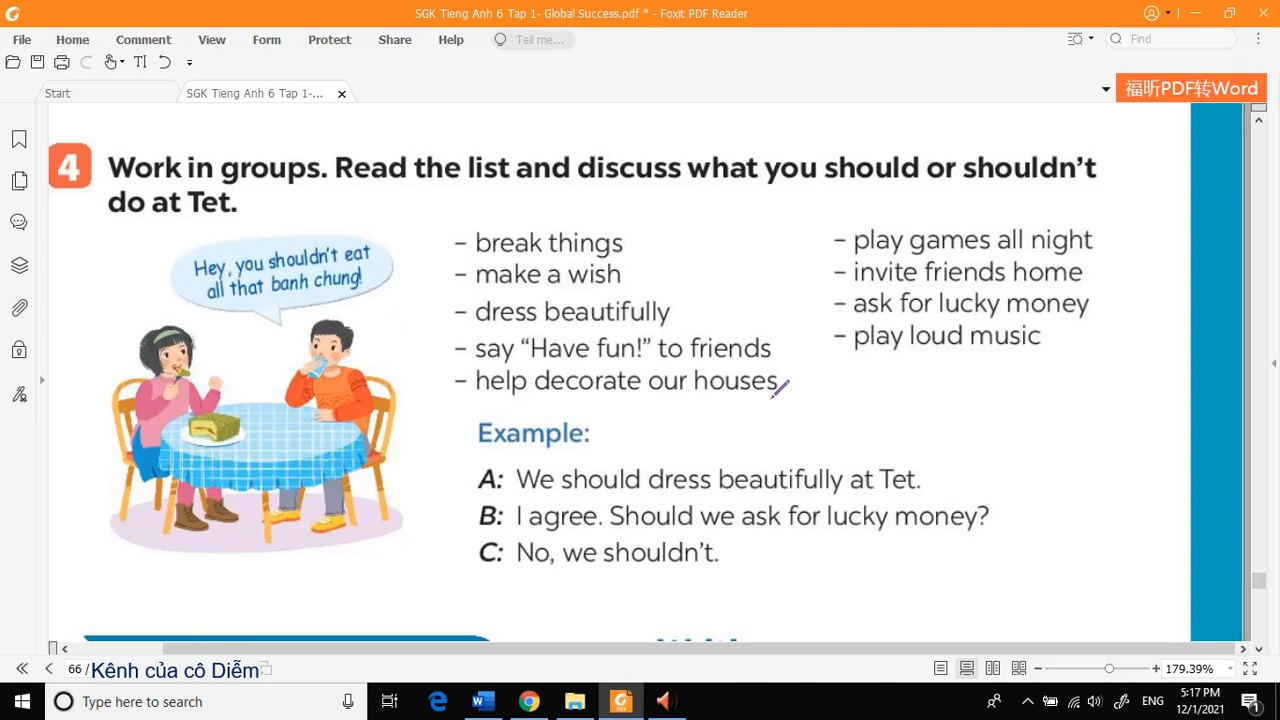 SGK Tieng Anh 6 Tap 1- Global Success.pdf * - Foxit PDF Reader
File Home Comment View Form Protect Share Help Tell me... Find
Start SGK Tieng Anh 6 Tap 1-... 福昕PDF转Word
4 Work in groups. Read the list and discuss what you should or shouldn't
do at Tet.
Hey, you shouldn't eat
all that banh chung!
– break things
– make a wish
– dress beautifully
– say “Have fun!” to friends
– help decorate our houses
– play games all night
– invite friends home
– ask for lucky money
– play loud music
Example:
A: We should dress beautifully at Tet.
B: I agree. Should we ask for lucky money?
C: No, we shouldn't.
66 / Kênh của cô Diễm 179.39%
Type here to search ENG 5:17 PM
12/1/2021 1